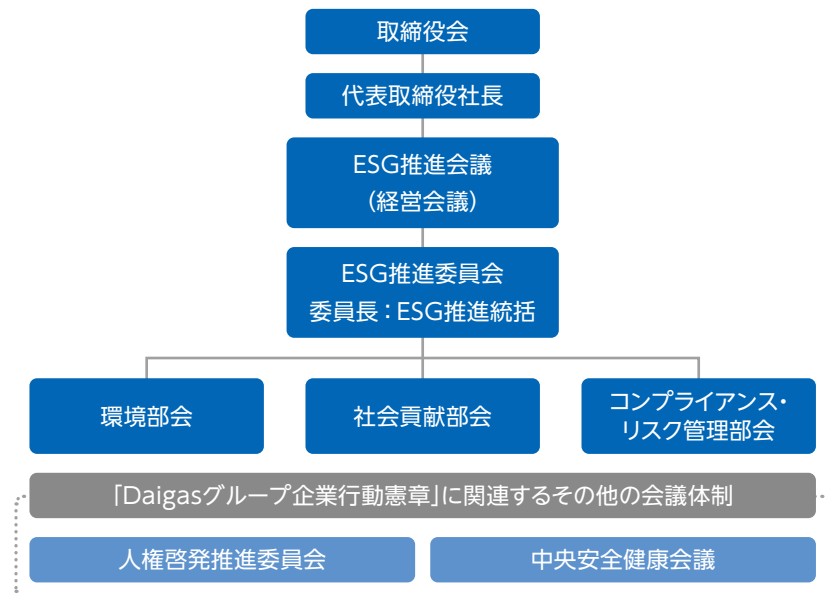 取締役会
代表取締役社長
ESG推進会議
(経営会議)
ESG推進委員会
委員長：ESG推進統括
環境部会
社会貢献部会
コンプライアンス・
リスク管理部会
「Daigasグループ企業行動憲章」に関連するその他の会議体制
人権啓発推進委員会
中央安全健康会議